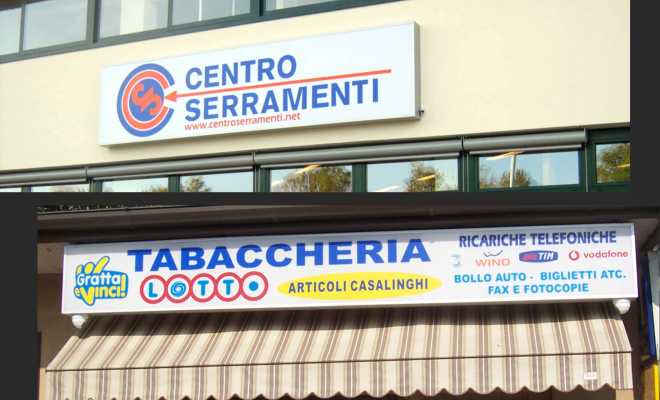 CENTRO
SERRAMENTI
www.centroserramenti.net
TABACCHERIA
Gratta
e Vinci!
LOTTO
ARTICOLI CASALINGHI
RICARICHE TELEFONICHE
WIND TIM vodafone
BOLLO AUTO - BIGLIETTI ATC.
FAX E FOTOCOPIE